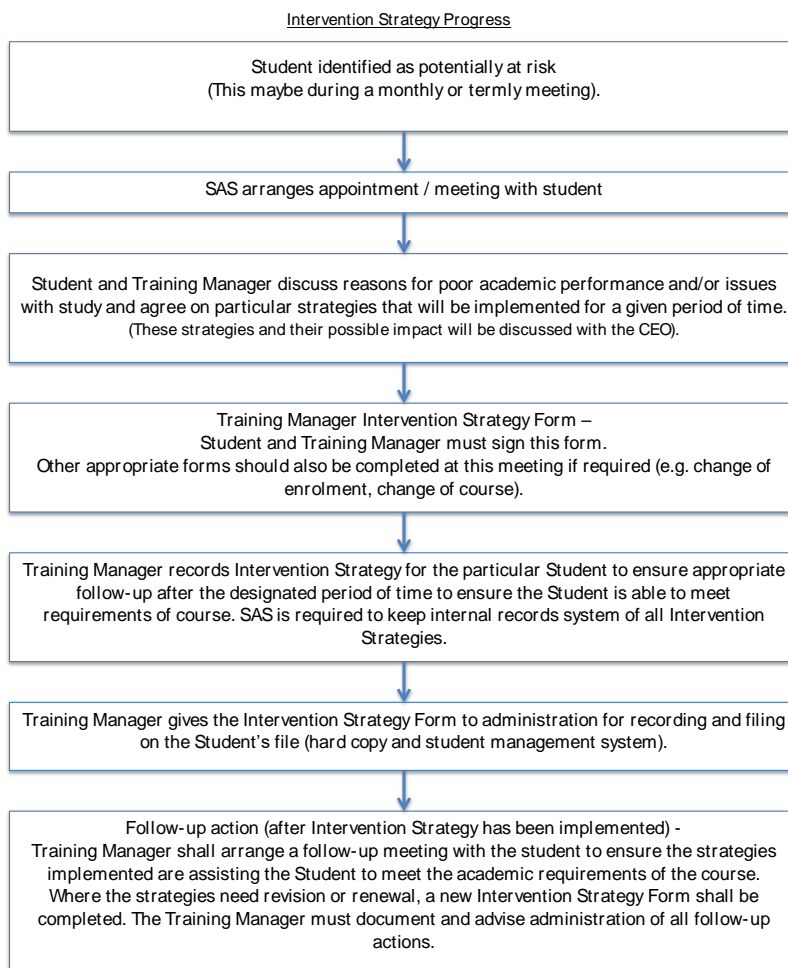 Intervention Strategy Progress
Student identified as potentially at risk
(This maybe during a monthly or termly meeting).
SAS arranges appointment / meeting with student
Student and Training Manager discuss reasons for poor academic performance and/or issues
with study and agree on particular strategies that will be implemented for a given period of time.
(These strategies and their possible impact will be discussed with the CEO).
Training Manager Intervention Strategy Form –
Student and Training Manager must sign this form.
Other appropriate forms should also be completed at this meeting if required (e.g. change of
enrolment, change of course).
Training Manager records Intervention Strategy for the particular Student to ensure appropriate
follow-up after the designated period of time to ensure the Student is able to meet
requirements of course. SAS is required to keep internal records system of all Intervention
Strategies.
Training Manager gives the Intervention Strategy Form to administration for recording and filing
on the Student's file (hard copy and student management system).
Follow-up action (after Intervention Strategy has been implemented) -
Training Manager shall arrange a follow-up meeting with the student to ensure the strategies
implemented are assisting the Student to meet the academic requirements of the course.
Where the strategies need revision or renewal, a new Intervention Strategy Form shall be
completed. The Training Manager must document and advise administration of all follow-up
actions.